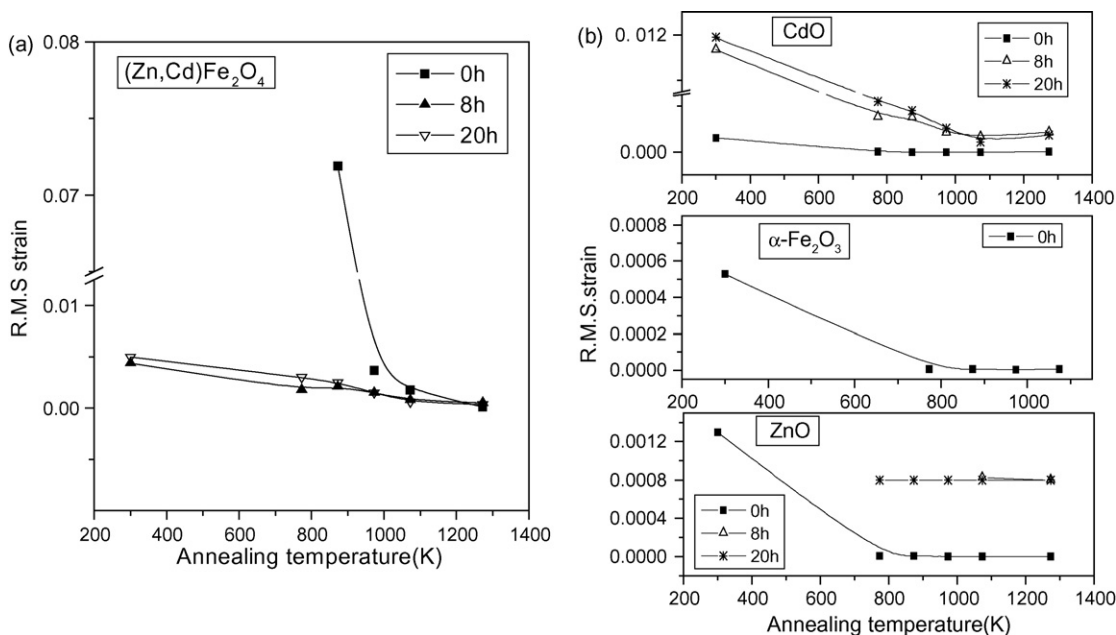 (a)
0.08
(Zn,Cd)Fe₂O₄
0h
8h
20h
0.07
0.01
0.00
R.M.S strain
200 400 600 800 1000 1200 1400
Annealing temperature(K)
(b)
CdO
0.012
0h
8h
20h
0.000
200 400 600 800 1000 1200 1400
α-Fe₂O₃
0h
0.0008
0.0006
0.0004
0.0002
0.0000
R.M.S.strain
200 400 600 800 1000
ZnO
0.0012
0.0008
0.0004
0.0000
0h
8h
20h
200 400 600 800 1000 1200 1400
Annealing temperature(K)